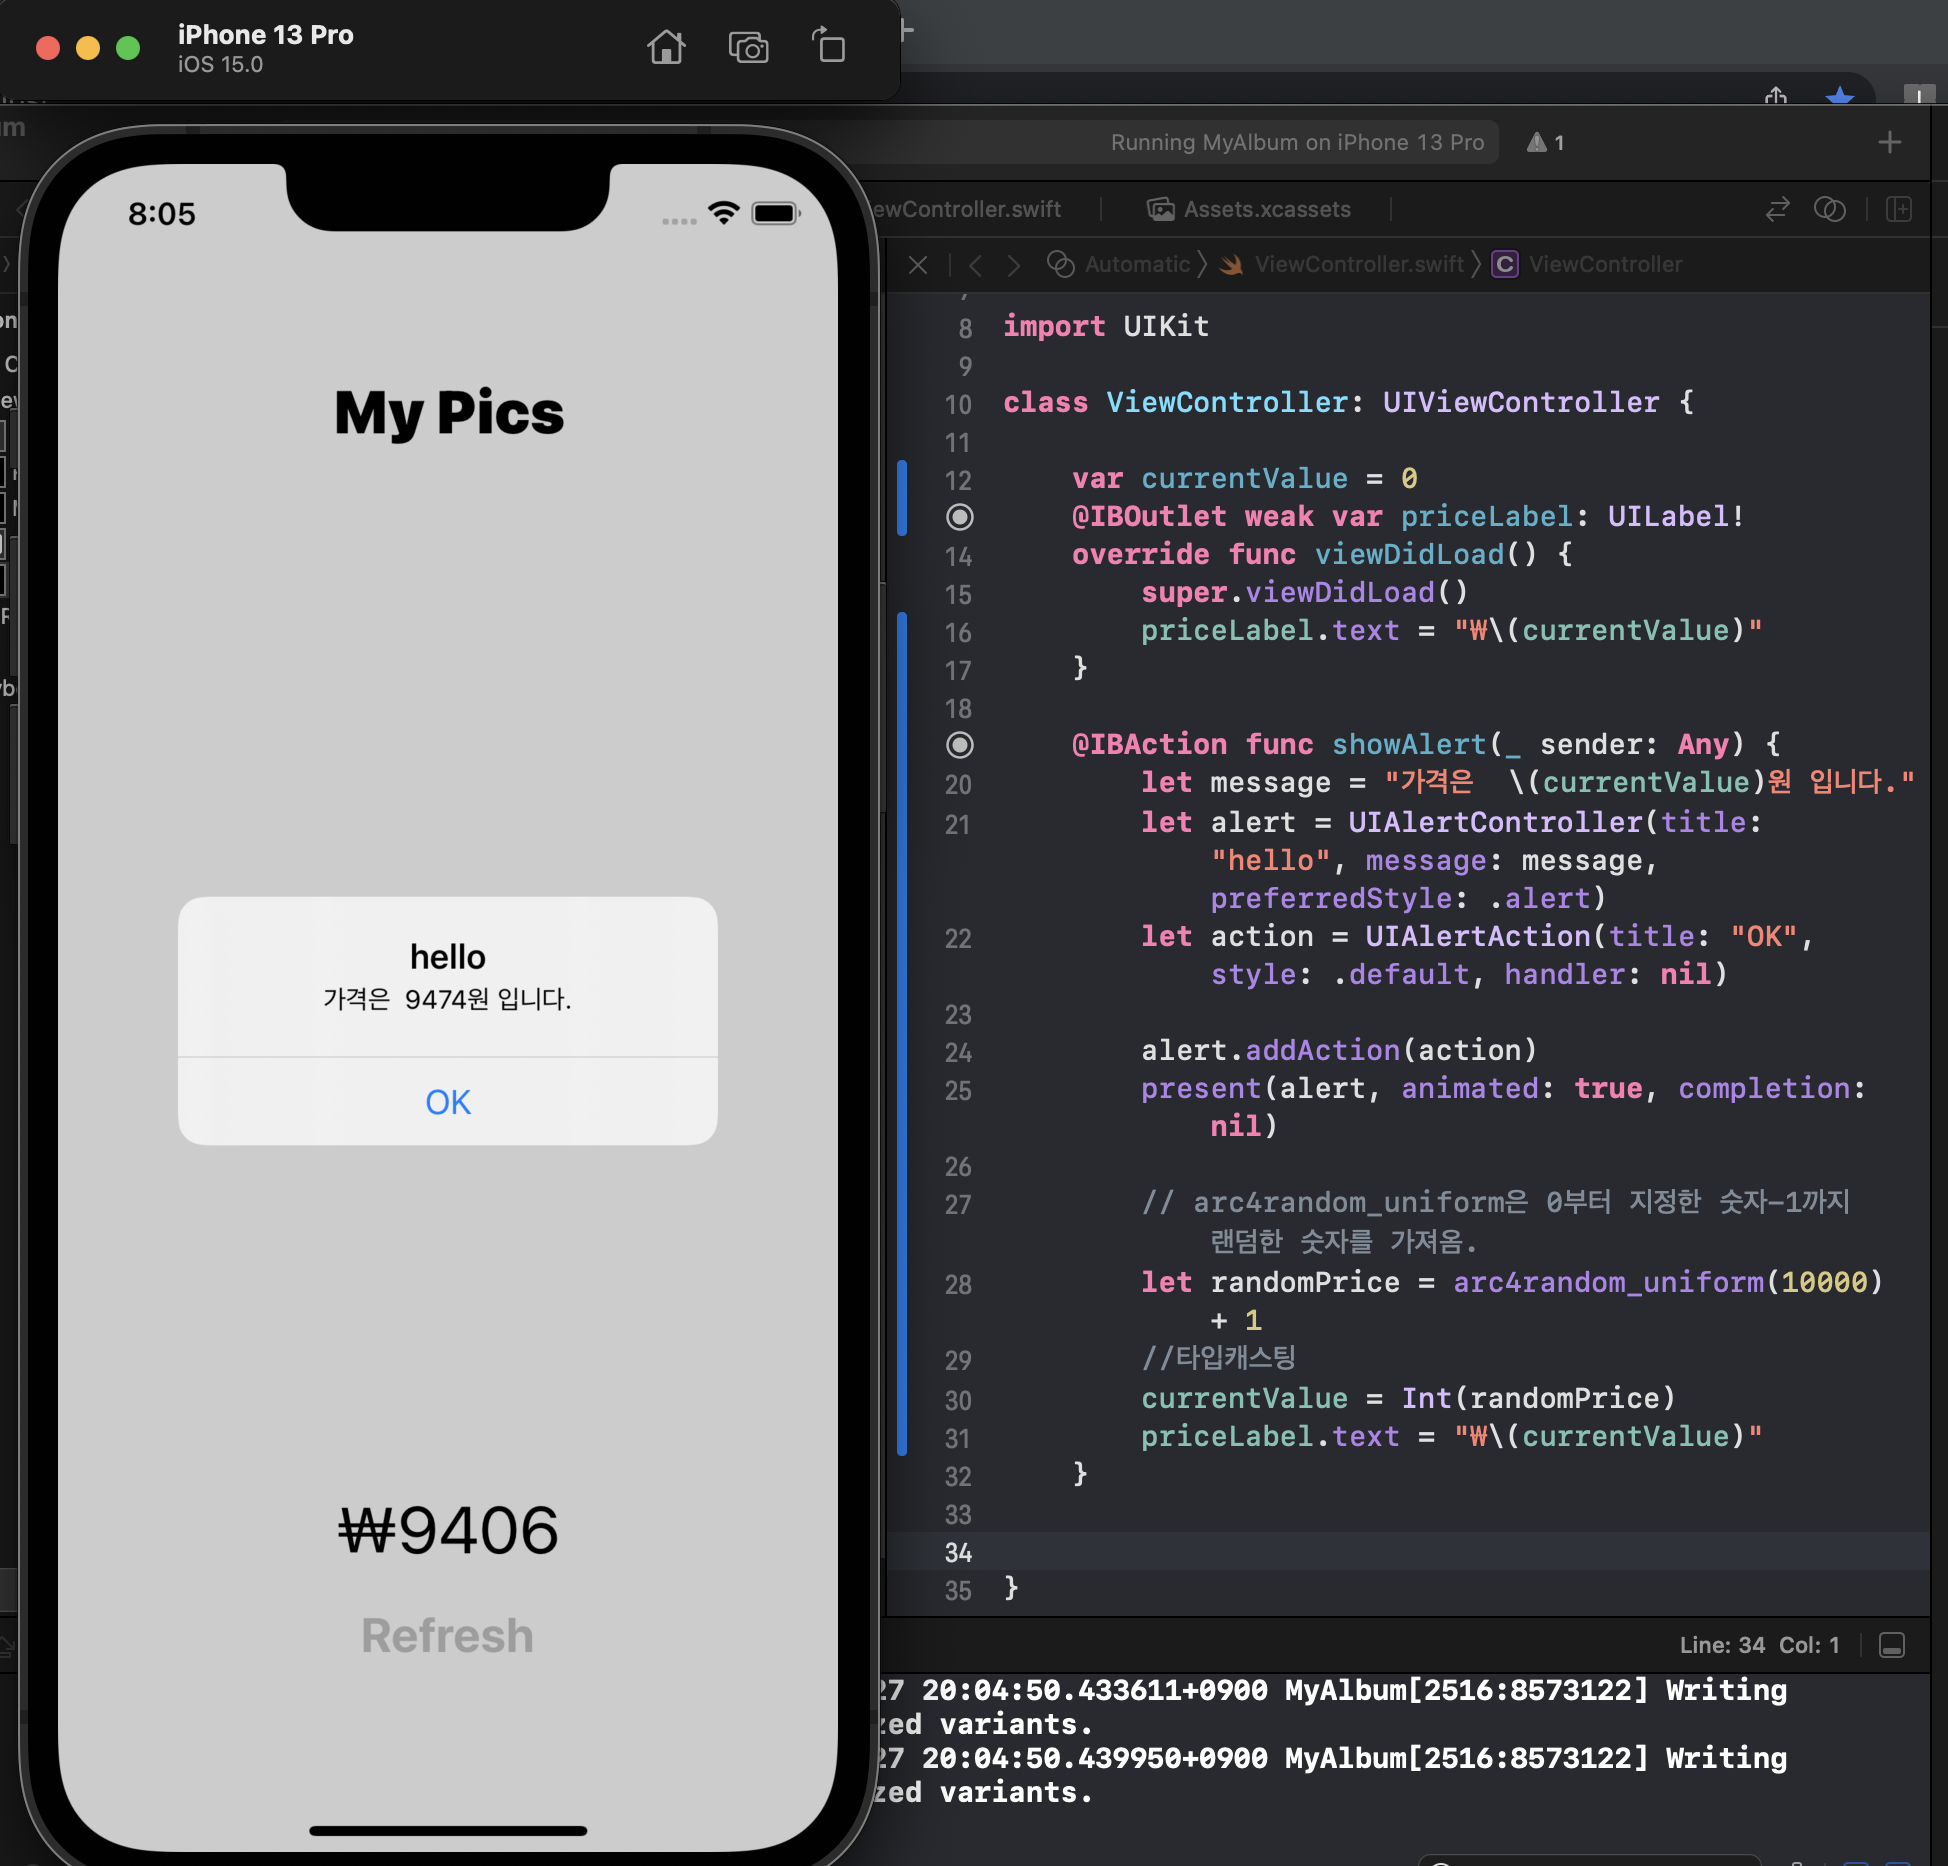 iPhone 13 Pro
iOS 15.0
8:05
My Pics
hello
가격은  9474원 입니다.
OK
₩9406
Refresh
Running MyAlbum on iPhone 13 Pro
1
ewController.swift
Assets.xcassets
Automatic
ViewController.swift
C
ViewController
8 import UIKit
9
10 class ViewController: UIViewController {
11
12 var currentValue = 0
@IBOutlet weak var priceLabel: UILabel!
14 override func viewDidLoad() {
15 super.viewDidLoad()
16 priceLabel.text = "₩\(currentValue)"
17 }
18
@IBAction func showAlert(_ sender: Any) {
20 let message = "가격은  \(currentValue)원 입니다."
21 let alert = UIAlertController(title:
"hello", message: message,
preferredStyle: .alert)
22 let action = UIAlertAction(title: "OK",
style: .default, handler: nil)
23
24 alert.addAction(action)
25 present(alert, animated: true, completion:
nil)
26
27 // arc4random_uniform은 0부터 지정한 숫자-1까지
랜덤한 숫자를 가져옴.
28 let randomPrice = arc4random_uniform(10000)
+ 1
29 //타입캐스팅
30 currentValue = Int(randomPrice)
31 priceLabel.text = "₩\(currentValue)"
32 }
33
34
35 }
Line: 34 Col: 1
27 20:04:50.433611+0900 MyAlbum[2516:8573122] Writing
zed variants.
27 20:04:50.439950+0900 MyAlbum[2516:8573122] Writing
zed variants.